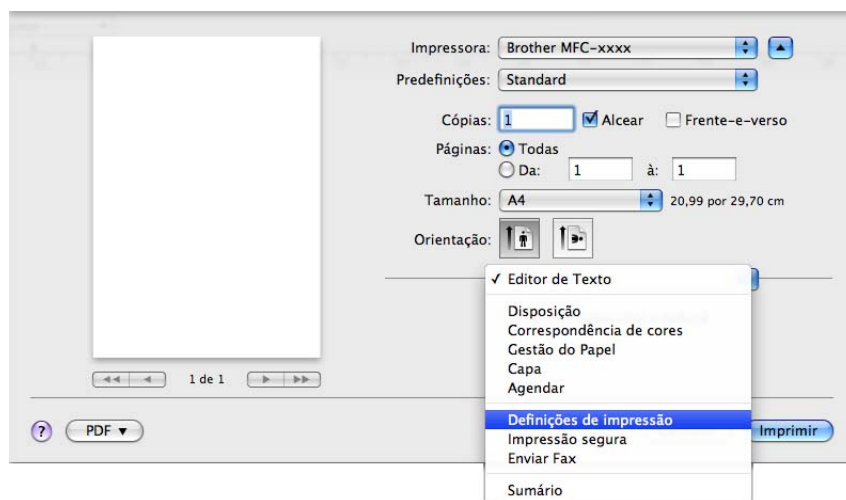 Impressora: Brother MFC-xxxx
Predefinições: Standard
Cópias: 1 Alcear Frente-e-verso
Páginas: Todas
Da: 1 à: 1
Tamanho: A4 20,99 por 29,70 cm
Orientação:
✓ Editor de Texto
Disposição
Correspondência de cores
Gestão do Papel
Capa
Agendar
Definições de impressão
Impressão segura
Enviar Fax
Sumário
1 de 1
? PDF ▼ Imprimir